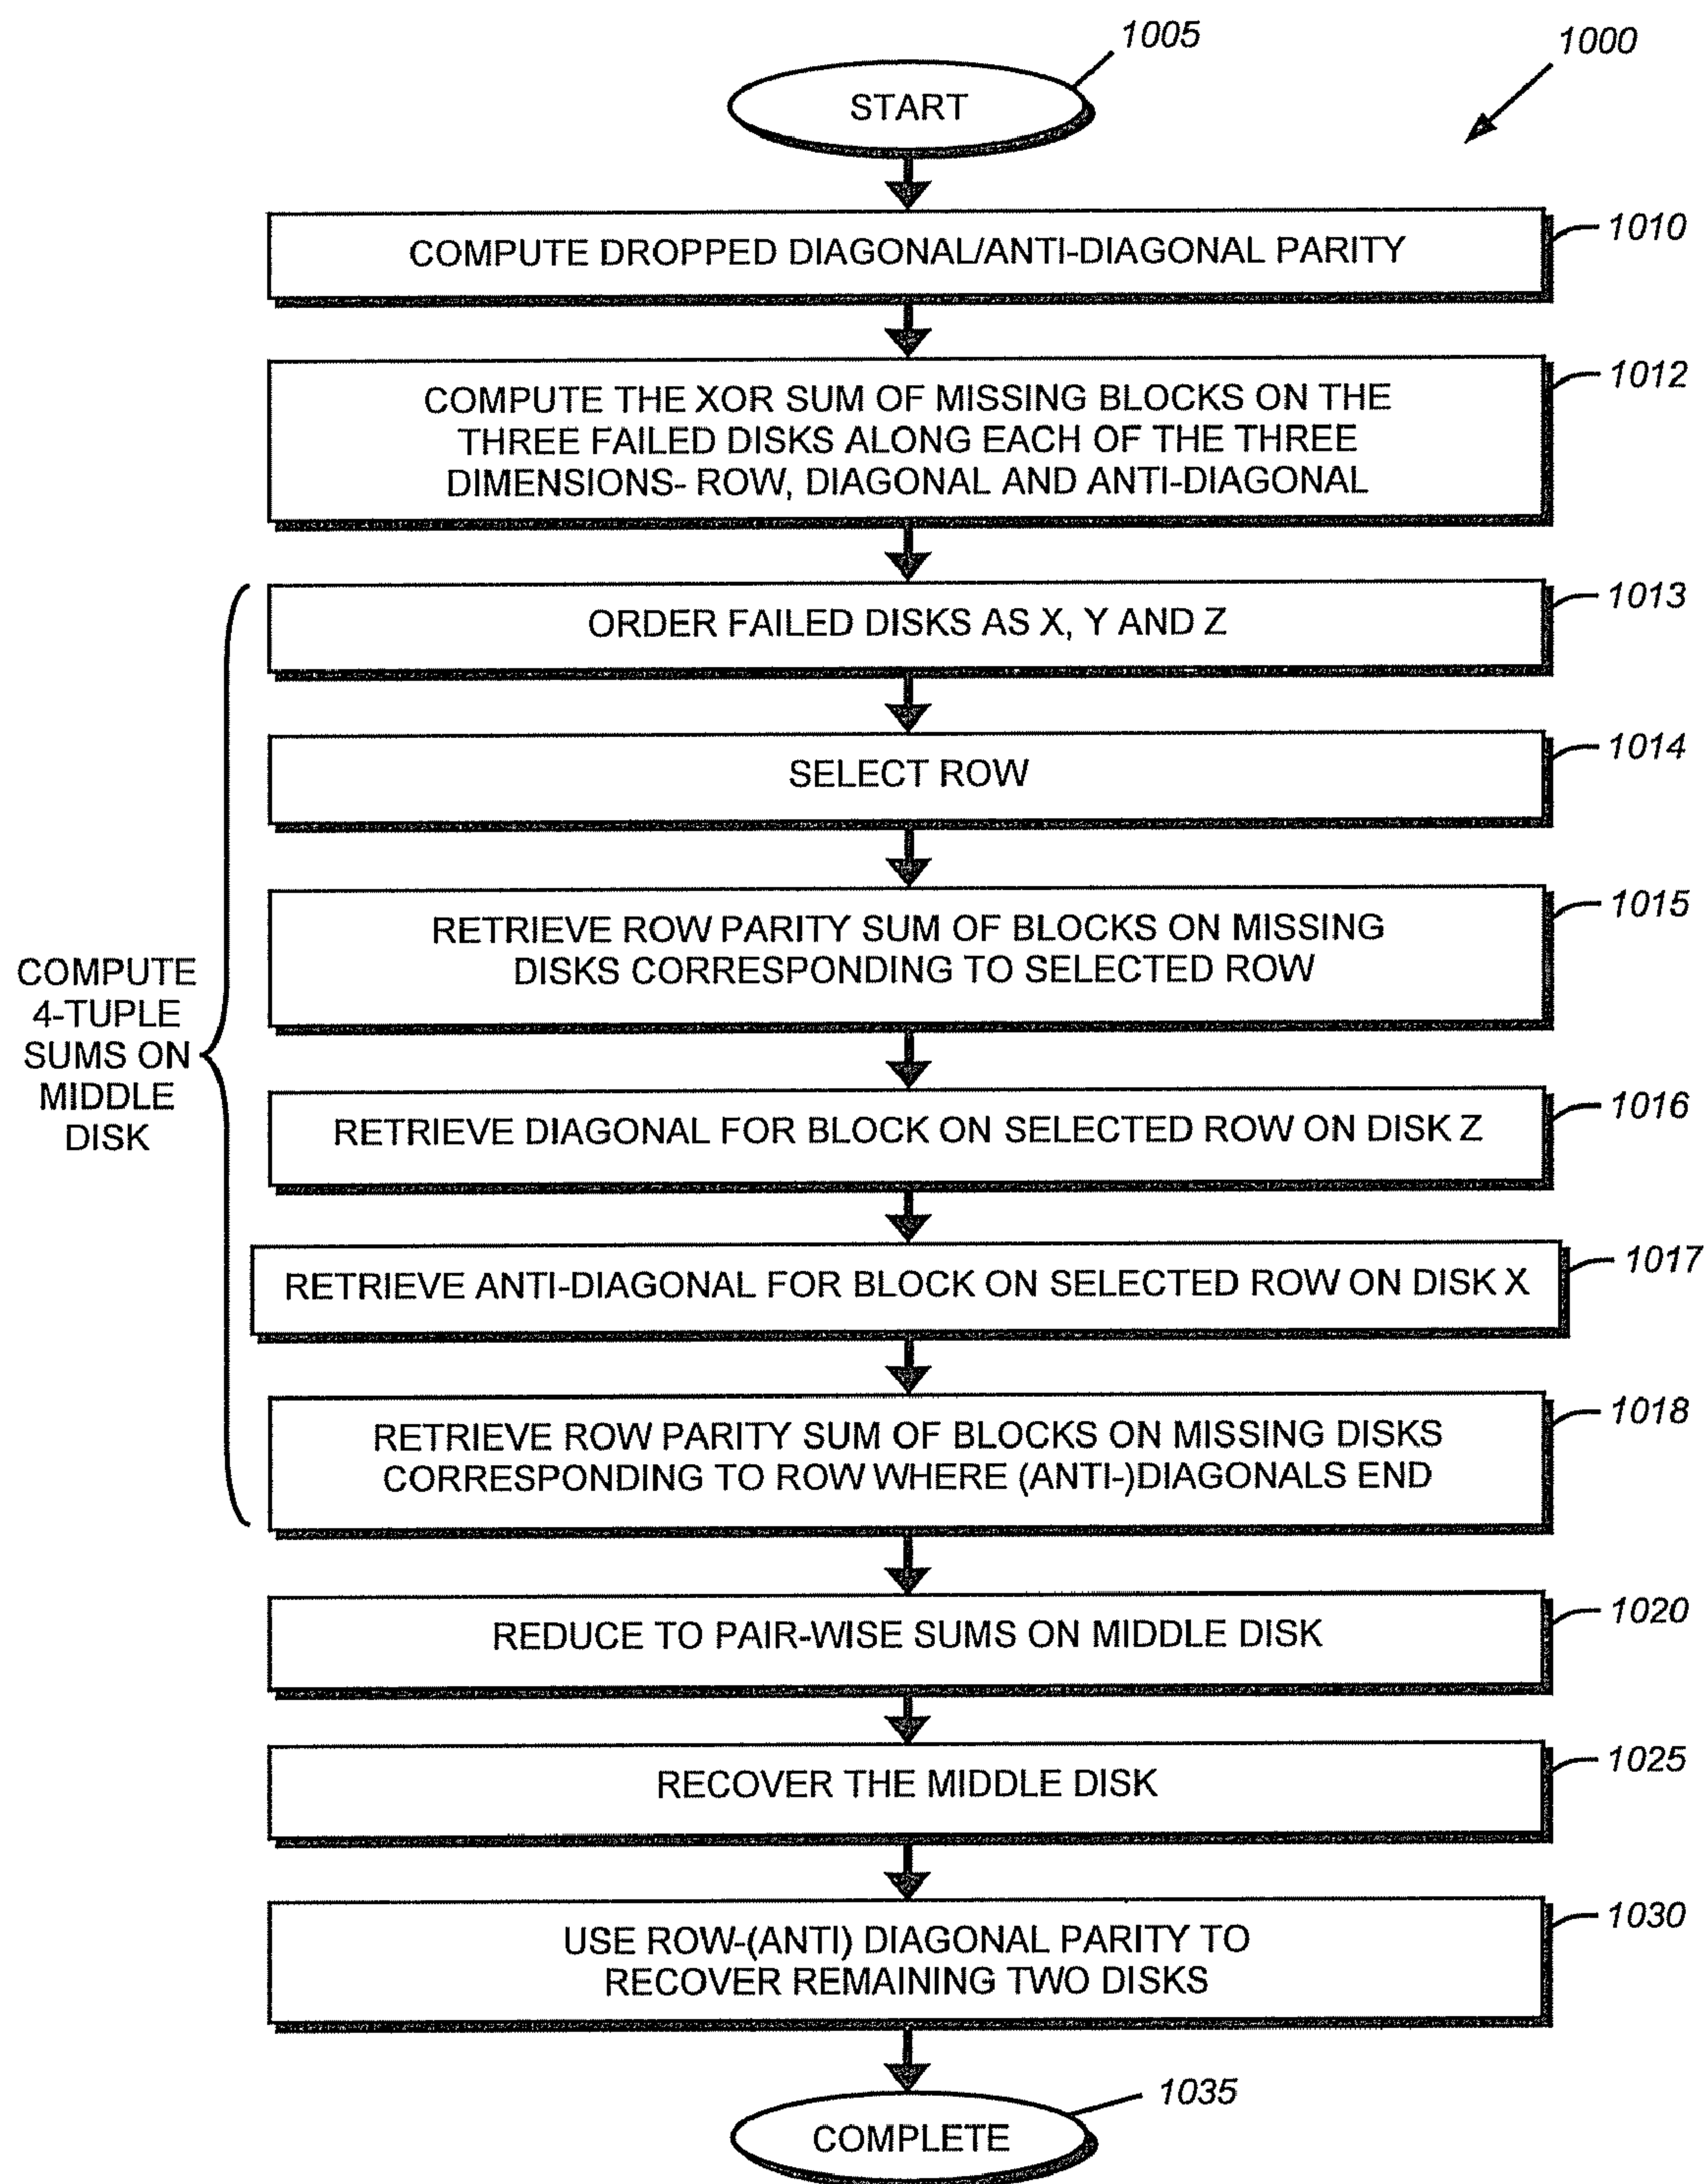 1005
1000
START
COMPUTE DROPPED DIAGONAL/ANTI-DIAGONAL PARITY
1010
COMPUTE THE XOR SUM OF MISSING BLOCKS ON THE
THREE FAILED DISKS ALONG EACH OF THE THREE
DIMENSIONS- ROW, DIAGONAL AND ANTI-DIAGONAL
1012
COMPUTE
4-TUPLE
SUMS ON
MIDDLE
DISK
ORDER FAILED DISKS AS X, Y AND Z
1013
SELECT ROW
1014
RETRIEVE ROW PARITY SUM OF BLOCKS ON MISSING
DISKS CORRESPONDING TO SELECTED ROW
1015
RETRIEVE DIAGONAL FOR BLOCK ON SELECTED ROW ON DISK Z
1016
RETRIEVE ANTI-DIAGONAL FOR BLOCK ON SELECTED ROW ON DISK X
1017
RETRIEVE ROW PARITY SUM OF BLOCKS ON MISSING DISKS
CORRESPONDING TO ROW WHERE (ANTI-)DIAGONALS END
1018
REDUCE TO PAIR-WISE SUMS ON MIDDLE DISK
1020
RECOVER THE MIDDLE DISK
1025
USE ROW-(ANTI) DIAGONAL PARITY TO
RECOVER REMAINING TWO DISKS
1030
COMPLETE
1035